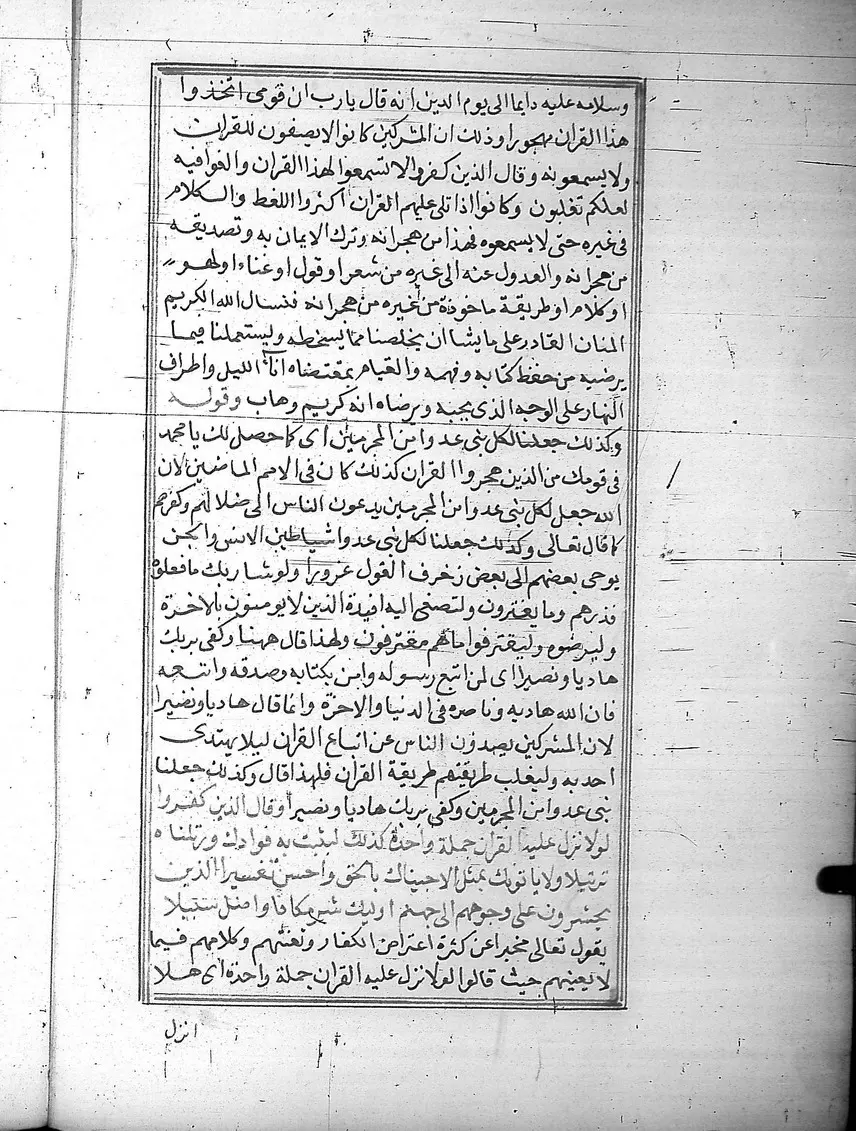 وسلامه عليه دايما الى يوم الدين انه قال يارب ان قومى اتخذوا
هذا القران مهجورا وذلك ان المشركين كانوا لا يصغون للقران
ولا يسمعونه وقال الذين كفروا لا تسمعوا لهذا القران والغوا فيه
لعلكم تغلبون وكانوا اذا تلى عليهم القران اكثروا اللغط والكلام
فى غيره حتى لا يسمعوه فهذا من هجرانه وترك الايمان به وتصديقه
من هجرانه والعدول عنه الى غيره من شعر او قول او غناء او لهو
او كلام او طريقة ماخوذة من غيره من هجرانه فنسال الله الكريم
المنان القادر على ما يشا ان يخلصنا مما يسخطه ويستعملنا فيما
يرضيه من حفظ كتابه وفهمه والقيام بمقتضاه اناء الليل واطراف
النهار على الوجه الذى يحبه ويرضاه انه كريم وهاب وقوله
وكذلك جعلنا لكل نبى عدوا من المجرمين اى كما حصل لك يا محمد
فى قومك من الذين هجروا القران كذلك كان فى الامم الماضين لان
الله جعل لكل نبى عدوا من المجرمين يدعون الناس الى ضلالهم وكفرهم
كما قال تعالى وكذلك جعلنا لكل نبى عدوا شياطين الانس والجن
يوحى بعضهم الى بعض زخرف القول غرورا ولو شا ربك ما فعلوه
فذرهم وما يفترون ولتصغى اليه افيدة الذين لا يومنون بالاخرة
وليرضوه وليقترفوا ما هم مقترفون ولهذا قال ههنا وكفى بربك
هاديا ونصيرا اى لمن اتبع رسوله وامن بكتابه وصدقه واتبعه
فان الله هاديه وناصره فى الدنيا والاخرة وانما قال هاديا ونصيرا
لان المشركين يصدون الناس عن اتباع القران ليلا يهتدى
احد به وليغلب طريقتهم طريقة القران فلهذا قال وكذلك جعلنا
نبى عدوا من المجرمين وكفى بربك هاديا ونصيرا وقال الذين كفروا
لولا نزل عليه القران جملة واحدة كذلك لنثبت به فوادك ورتلناه
ترتيلا ولا ياتونك بمثل الا جيناك بالحق واحسن تفسيرا الذين
يحشرون على وجوههم الى جهنم اوليك شر مكانا واضل سبيلا
يقول تعالى مخبرا عن كثرة اعتراض الكفار وتعنتهم وكلامهم فيما
لا يعنيهم حيث قالوا لولا نزل عليه القران جملة واحدة اى هلا
انزل